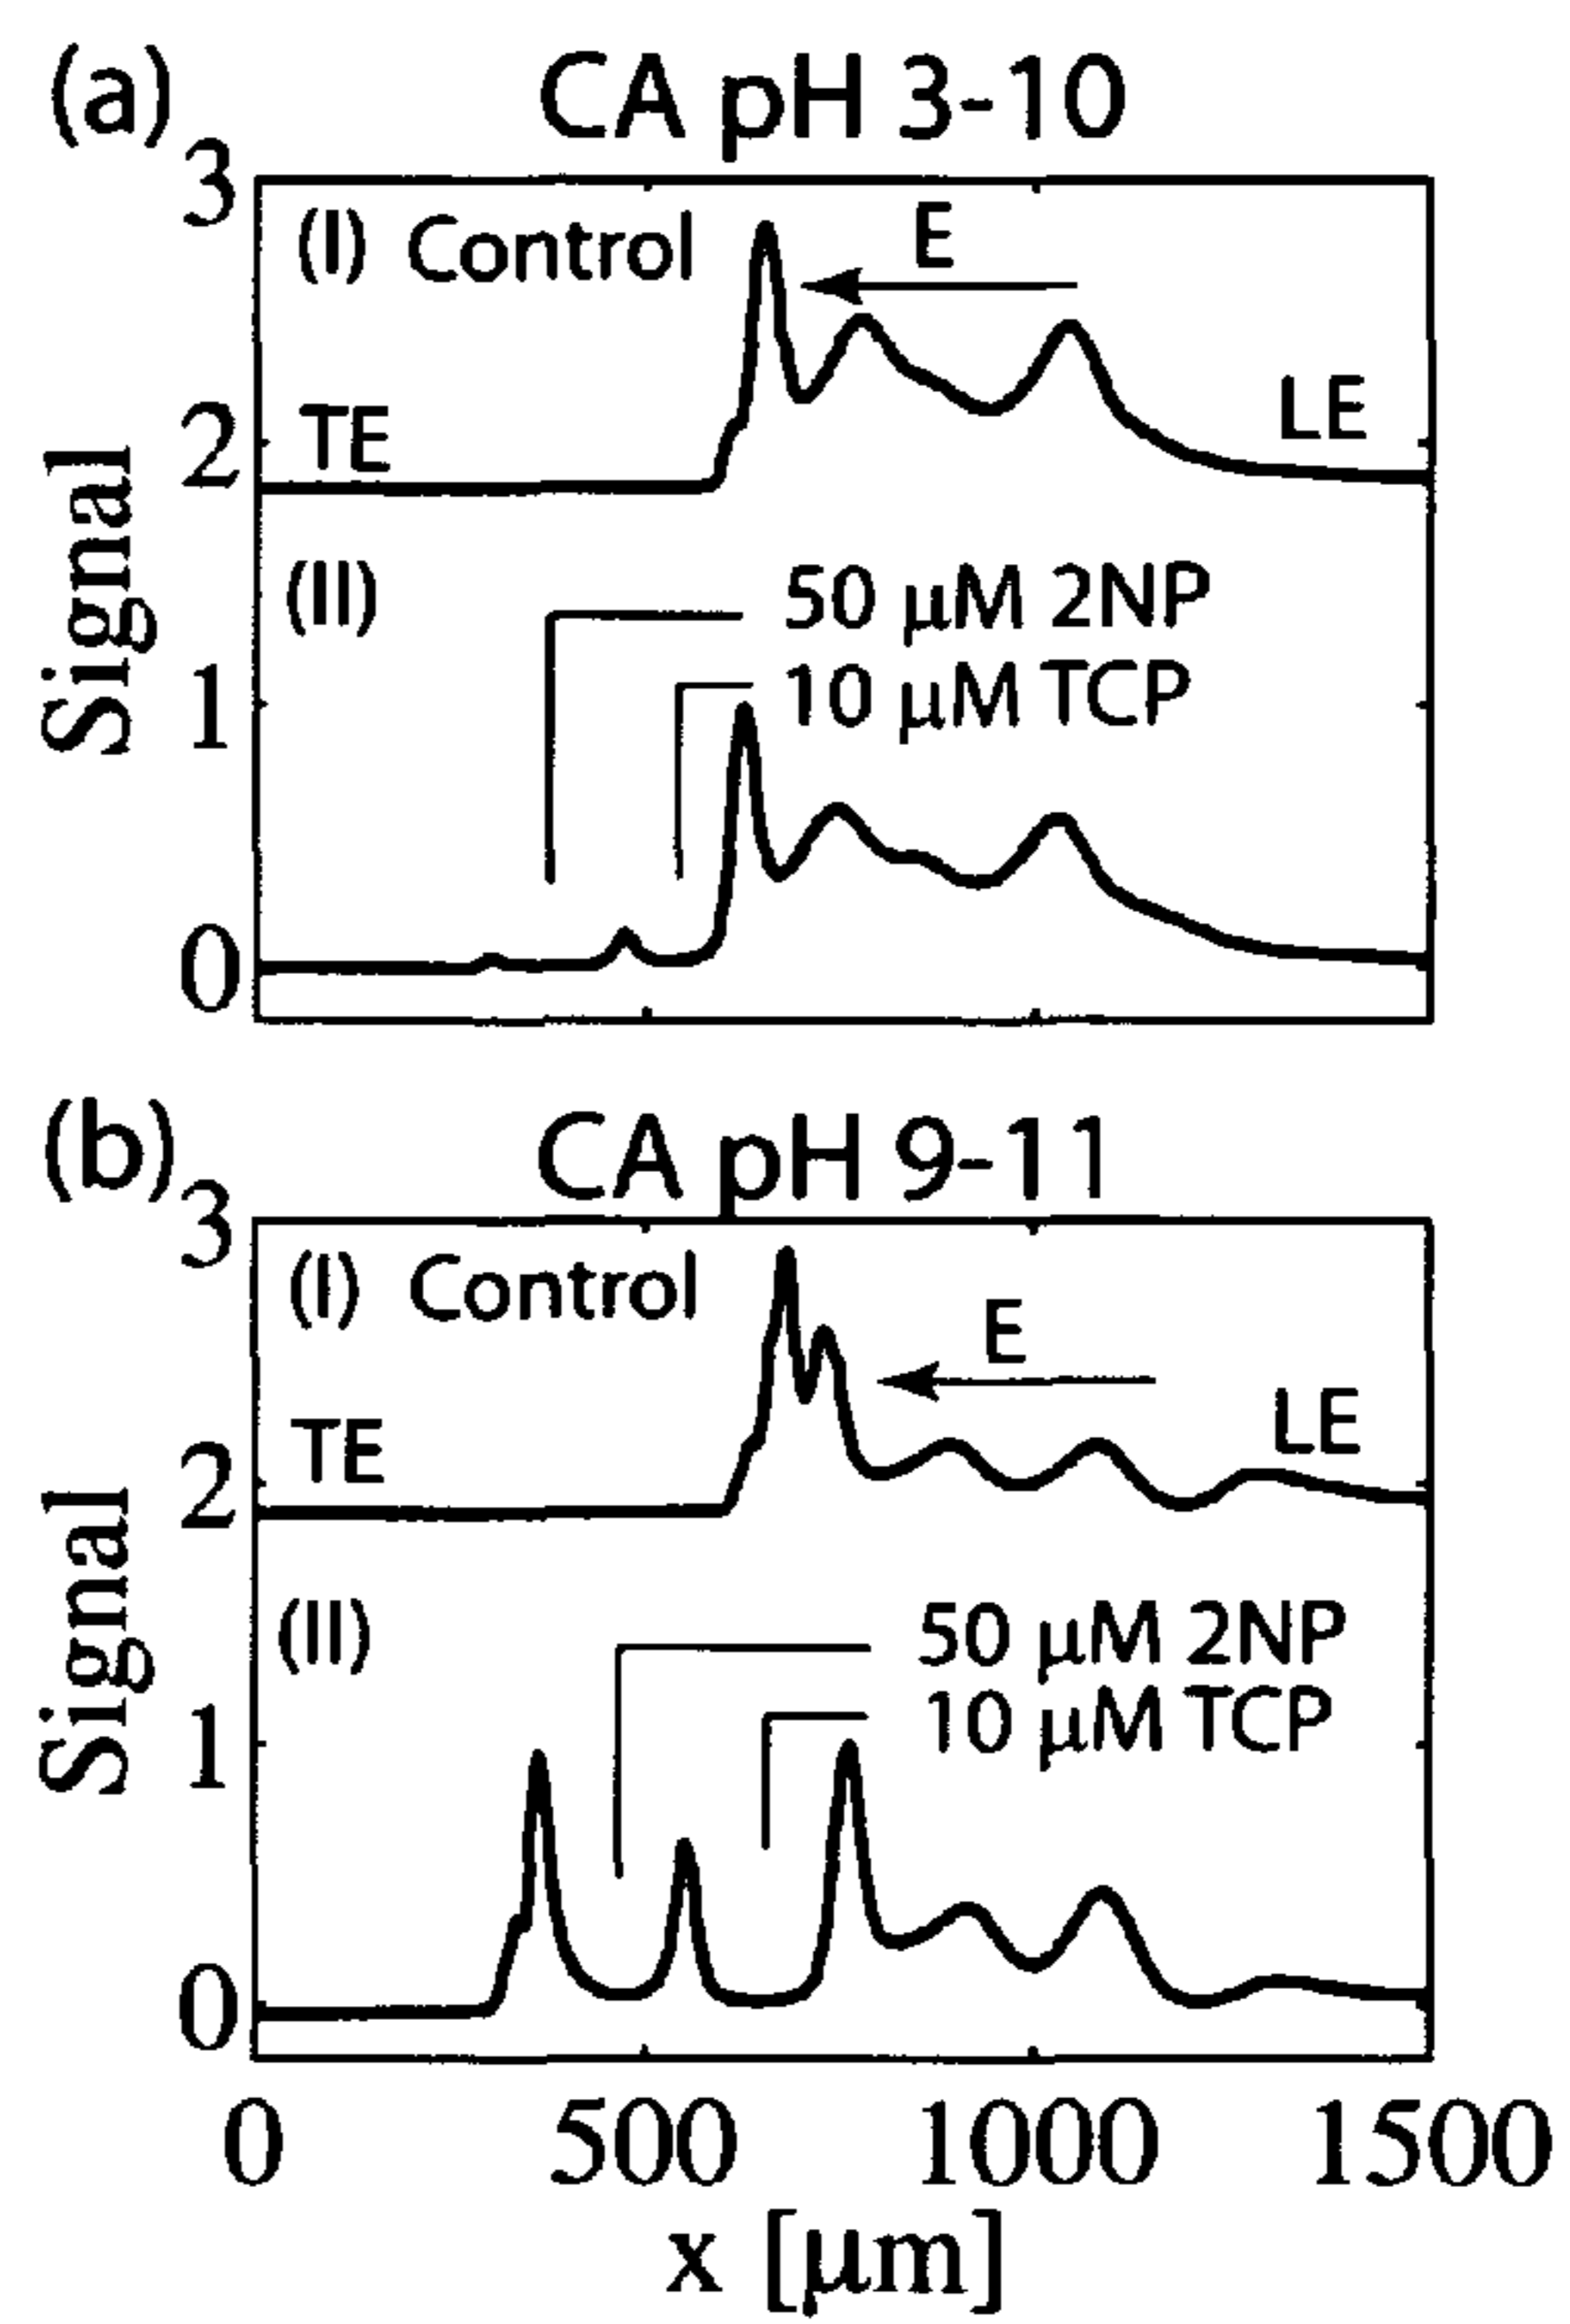 (a) CA pH 3-10
3
(I) Control
E
2
TE
LE
Signal
(II)
50 µM 2NP
10 µM TCP
1
0
(b) CA pH 9-11
3
(I) Control
E
2
TE
LE
Signal
(II)
50 µM 2NP
10 µM TCP
1
0
0 500 1000 1500
x [µm]